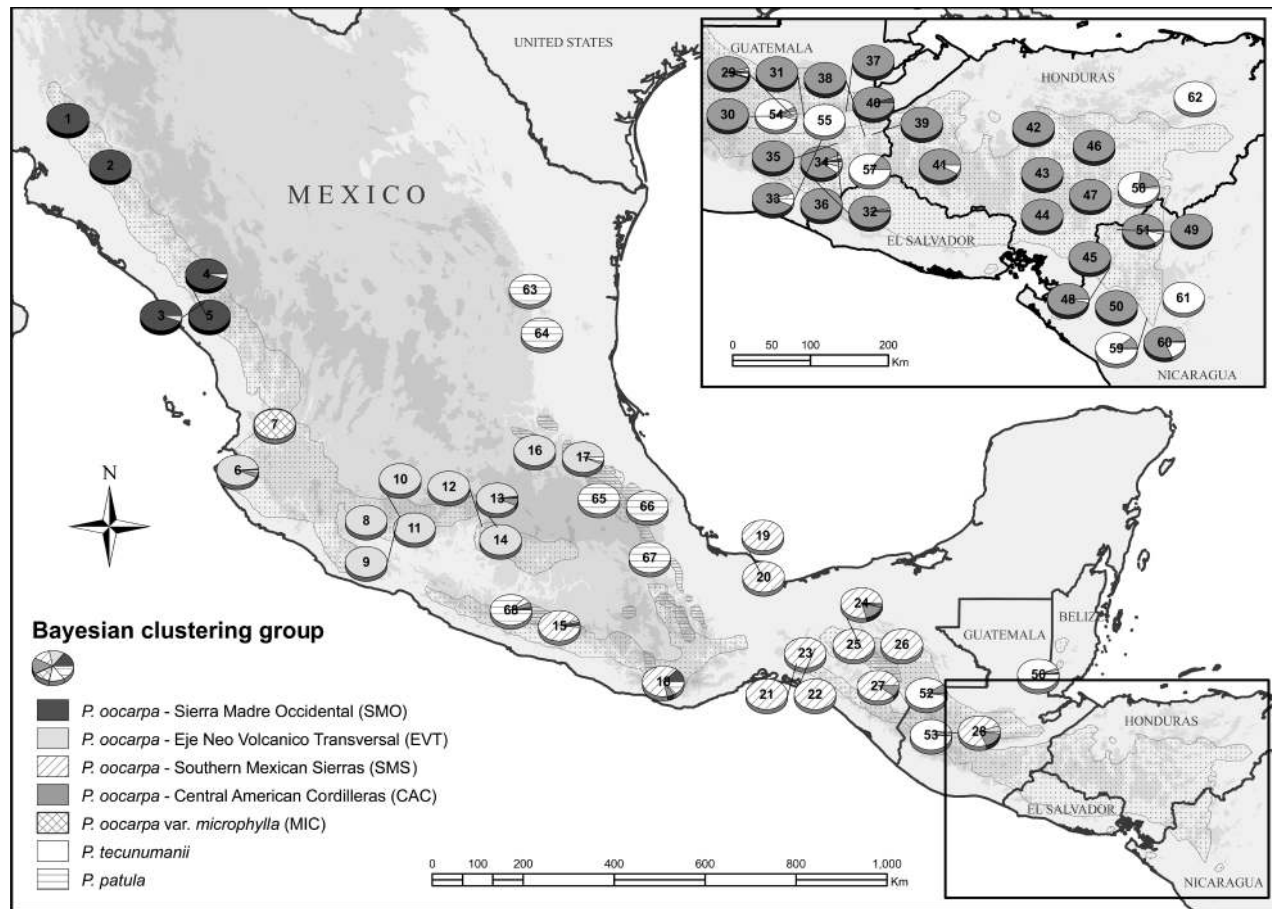 UNITED STATES
MEXICO
1
2
4
3
5
7
6
8
9
10
11
12
13
14
16
17
63
64
65
66
67
68
15
18
19
20
24
25
26
23
21
22
27
52
53
28
GUATEMALA
BELIZE
HONDURAS
EL SALVADOR
NICARAGUA
N
GUATEMALA
HONDURAS
EL SALVADOR
NICARAGUA
29
31
38
37
30
54
55
40
39
35
34
57
41
33
36
32
42
46
43
47
44
45
62
58
51
49
48
50
61
59
60
0 50 100 200
Km
Bayesian clustering group
P. oocarpa - Sierra Madre Occidental (SMO)
P. oocarpa - Eje Neo Volcanico Transversal (EVT)
P. oocarpa - Southern Mexican Sierras (SMS)
P. oocarpa - Central American Cordilleras (CAC)
P. oocarpa var. microphylla (MIC)
P. tecunumanii
P. patula
0 100 200 400 600 800 1,000
Km